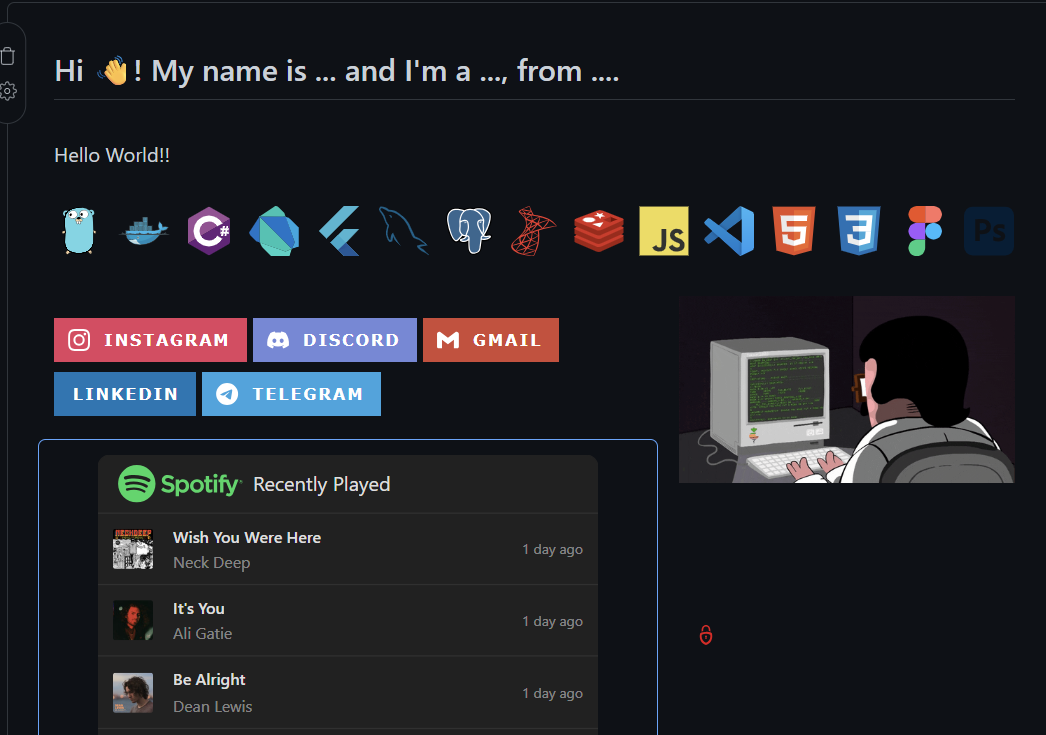 Hi 👋! My name is ... and I'm a ..., from ....
Hello World!!
JS
Ps
INSTAGRAM
DISCORD
GMAIL
LINKEDIN
TELEGRAM
Spotify Recently Played
Wish You Were Here
Neck Deep
1 day ago
It's You
Ali Gatie
1 day ago
Be Alright
Dean Lewis
1 day ago